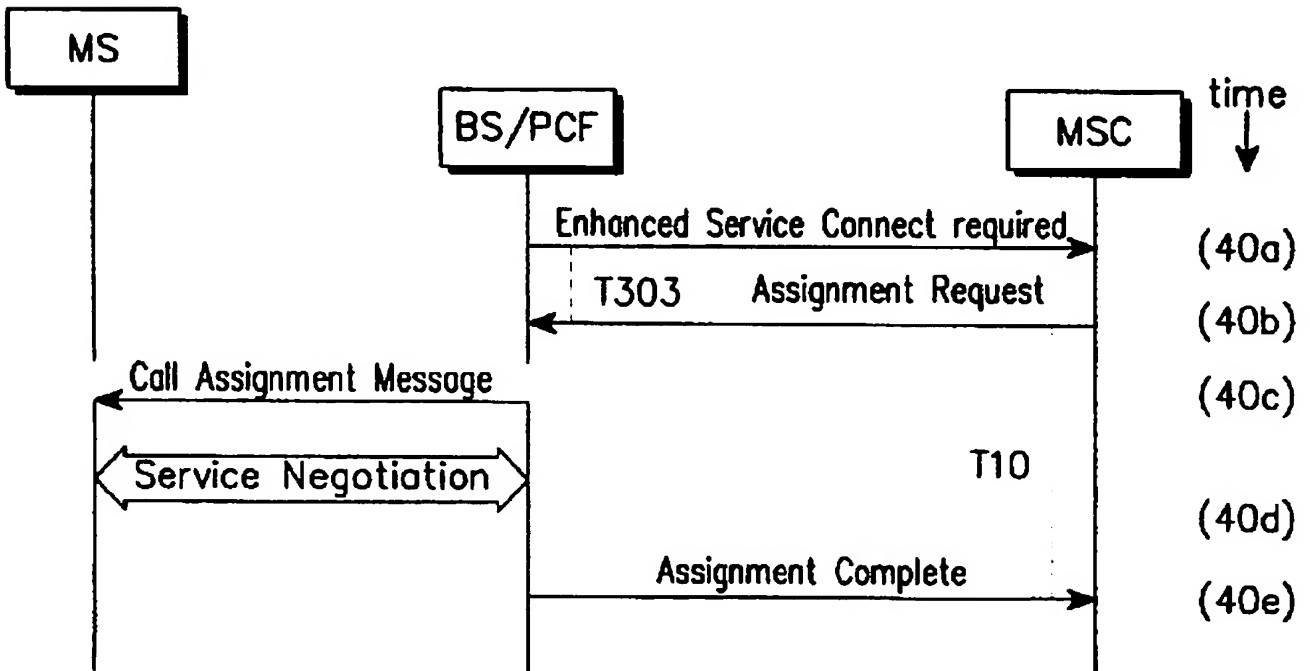 MS
BS/PCF
MSC
time
Enhanced Service Connect required
(40a)
T303
Assignment Request
(40b)
Call Assignment Message
(40c)
Service Negotiation
T10
(40d)
Assignment Complete
(40e)